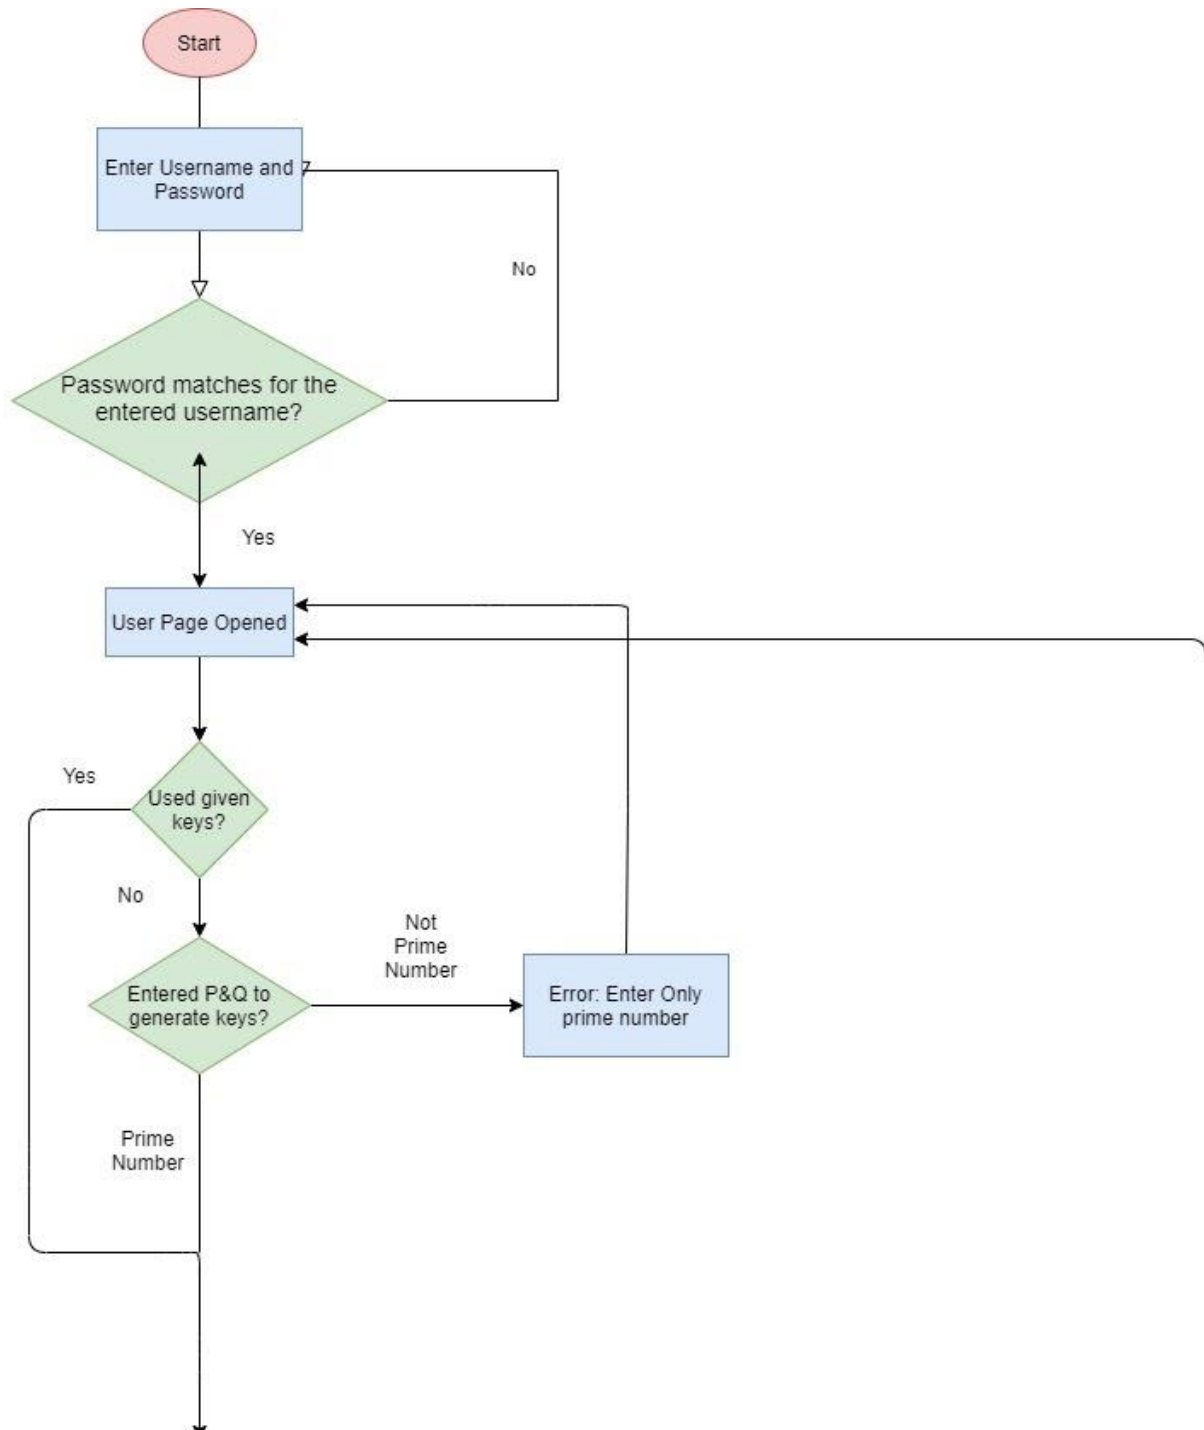 Start
Enter Username and
Password
No
Password matches for the
entered username?
Yes
User Page Opened
Yes
Used given
keys?
No
Not
Prime
Number
Entered P&Q to
generate keys?
Error: Enter Only
prime number
Prime
Number